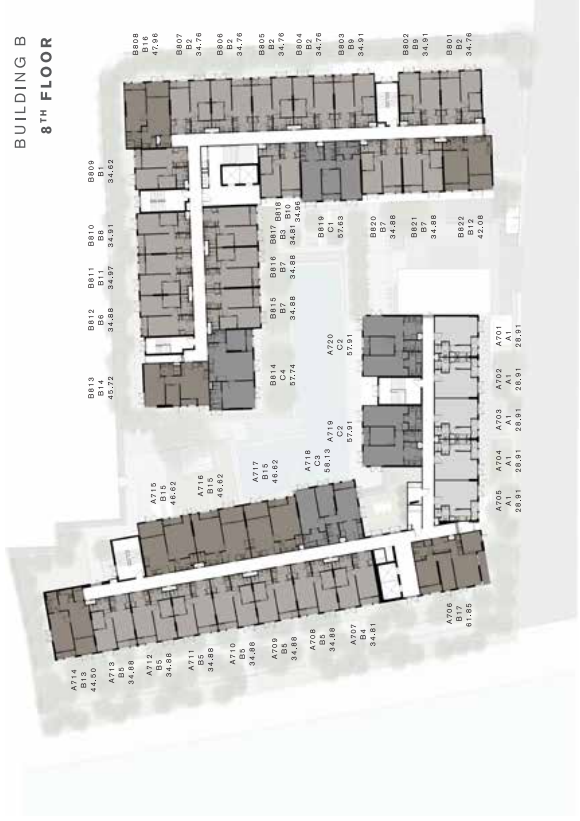 BUILDING B
8TH FLOOR
B808
B16
47.96
B807
B2
34.76
B806
B2
34.76
B805
B2
34.76
B804
B2
34.76
B803
B9
34.91
B802
B9
34.91
B801
B2
34.76
B809
B1
34.62
B810
B8
34.91
B811
B11
34.97
B812
B6
34.88
B813
B14
45.72
B814
C4
57.74
B815
B7
34.88
B816
B7
34.88
B817
B3
34.81
B818
B10
34.96
B819
C1
57.63
B820
B7
34.88
B821
B7
34.88
B822
B12
42.08
A720
C2
57.91
A719
C2
57.91
A718
C3
58.13
A717
B15
46.62
A716
B15
46.62
A715
B15
46.62
A701
A1
28.91
A702
A1
28.91
A703
A1
28.91
A704
A1
28.91
A705
A1
28.91
A706
B17
61.85
A707
B4
34.81
A708
B5
34.88
A709
B5
34.88
A710
B5
34.88
A711
B5
34.88
A712
B5
34.88
A713
B5
34.88
A714
B13
44.50